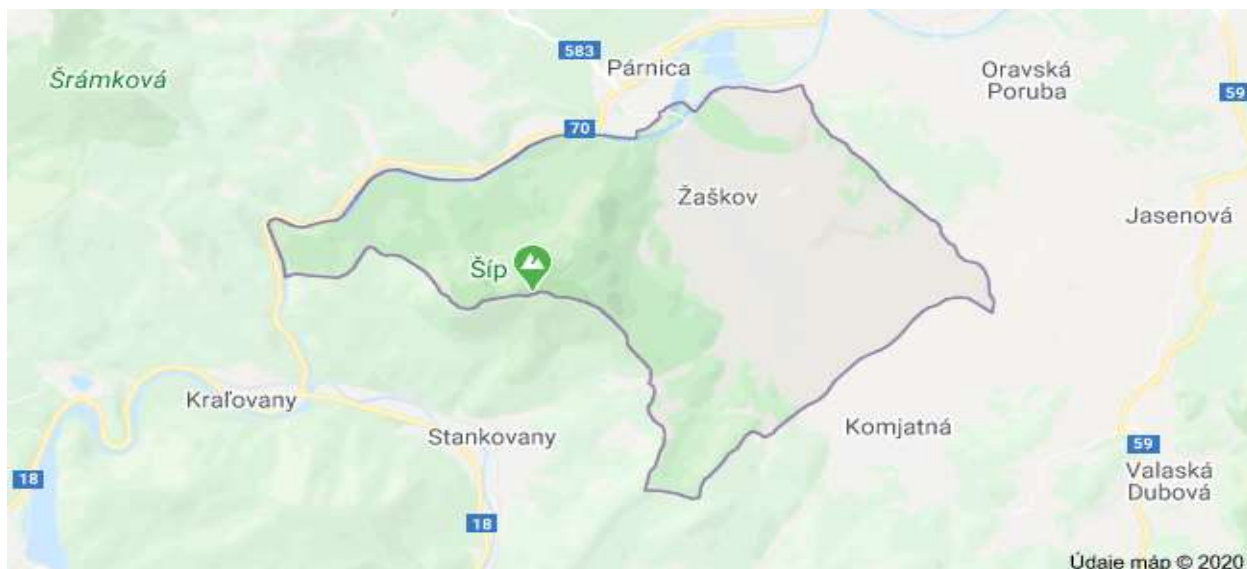 583
Párnica
Šrámková
Oravská
Poruba
59
70
Žaškov
Jasenová
Šíp
Kraľovany
Stankovany
Komjatná
59
18
Valaská
Dubová
18
Údaje máp © 2020